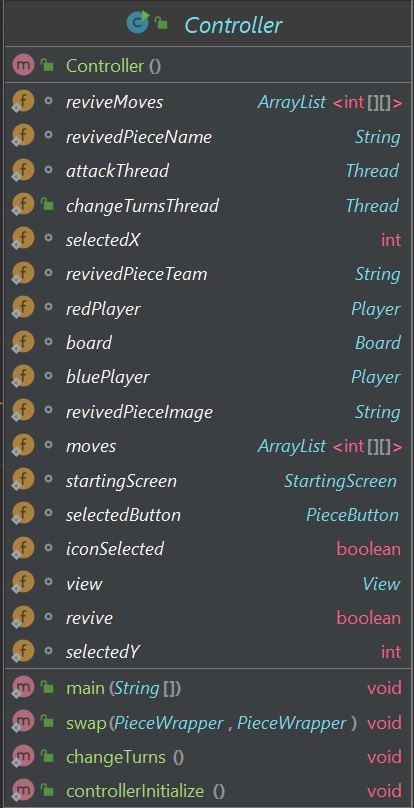 Controller
Controller ()
reviveMoves ArrayList <int[][]>
revivedPieceName String
attackThread Thread
changeTurnsThread Thread
selectedX int
revivedPieceTeam String
redPlayer Player
board Board
bluePlayer Player
revivedPieceImage String
moves ArrayList <int[][]>
startingScreen StartingScreen
selectedButton PieceButton
iconSelected boolean
view View
revive boolean
selectedY int
main (String []) void
swap (PieceWrapper , PieceWrapper ) void
changeTurns () void
controllerInitialize () void